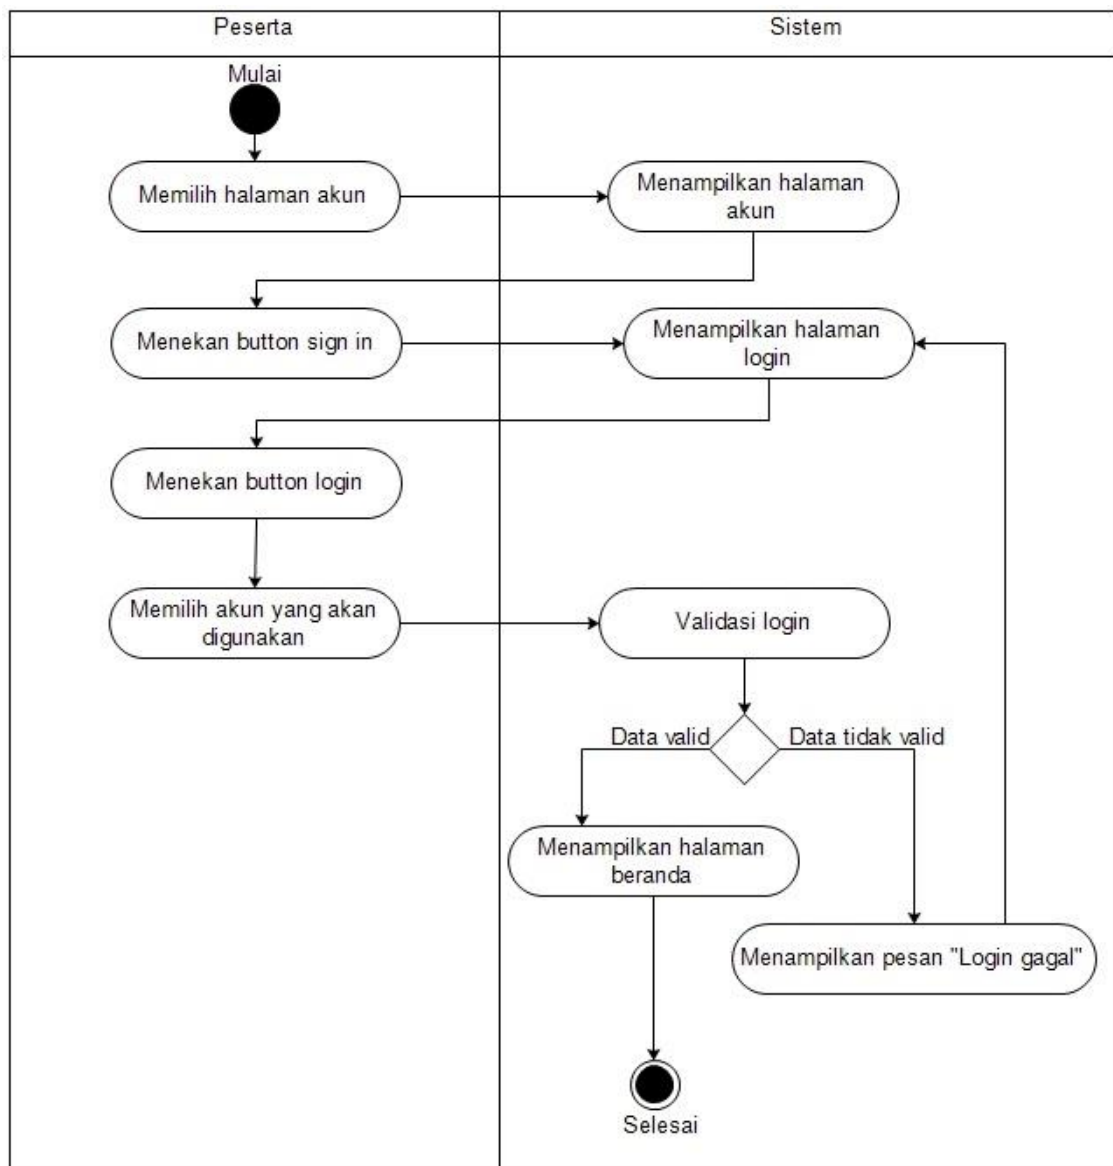 Peserta
Sistem
Mulai
Memilih halaman akun
Menampilkan halaman
akun
Menekan button sign in
Menampilkan halaman
login
Menekan button login
Memilih akun yang akan
digunakan
Validasi login
Data valid
Data tidak valid
Menampilkan halaman
beranda
Menampilkan pesan "Login gagal"
Selesai